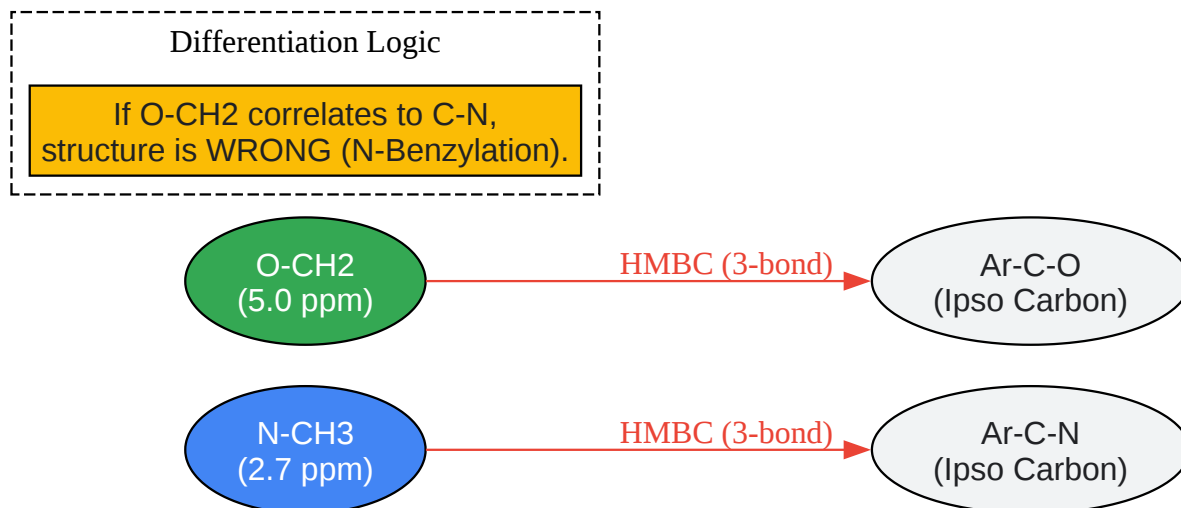 Differentiation Logic
If O-CH2 correlates to C-N,
structure is WRONG (N-Benzylation).
O-CH2
(5.0 ppm)
HMBC (3-bond)
Ar-C-O
(Ipso Carbon)
N-CH3
(2.7 ppm)
HMBC (3-bond)
Ar-C-N
(Ipso Carbon)